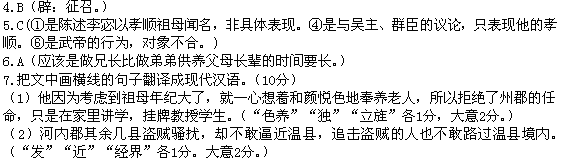 4.B（辟：征召。）
5.C(①是陈述李宓以孝顺祖母闻名，非具体表现。④是与吴主、群臣的议论，只表现他的孝
顺。⑥是武帝的行为，对象不合。)
6.A（应该是做兄长比做弟弟供养父母长辈的时间要长。）
7.把文中画横线的句子翻译成现代汉语。（10分）
（1）他因为考虑到祖母年纪大了，就一心想着和颜悦色地奉养老人，所以拒绝了州郡的任
命，只是在家里讲学，挂牌教授学生。（“色养”“独”“立旌”各1分，大意2分。）
（2）河内郡其余几县盗贼骚扰，却不敢逼近温县，追击盗贼的人也不敢路过温县境内。
（“发”“近”“经界”各1分。大意2分。）